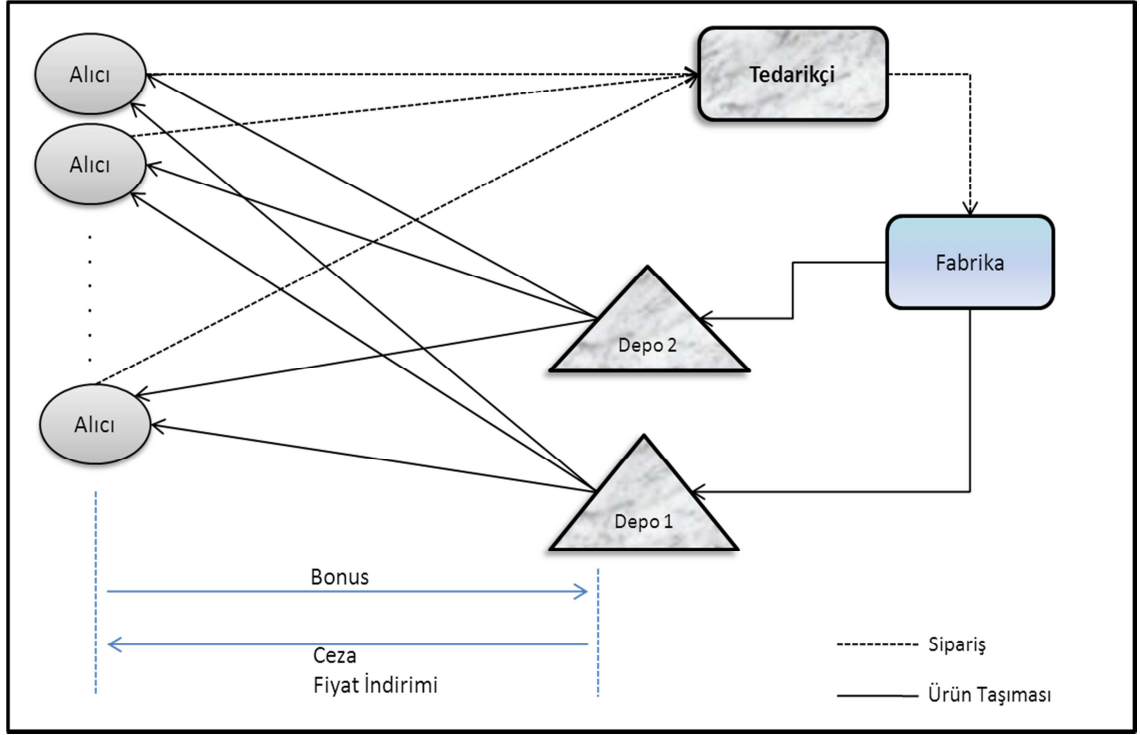 Alıcı
Tedarikçi
Alıcı
Fabrika
Depo 2
Alıcı
Depo 1
Bonus
Ceza
Fiyat İndirimi
Sipariş
Ürün Taşıması